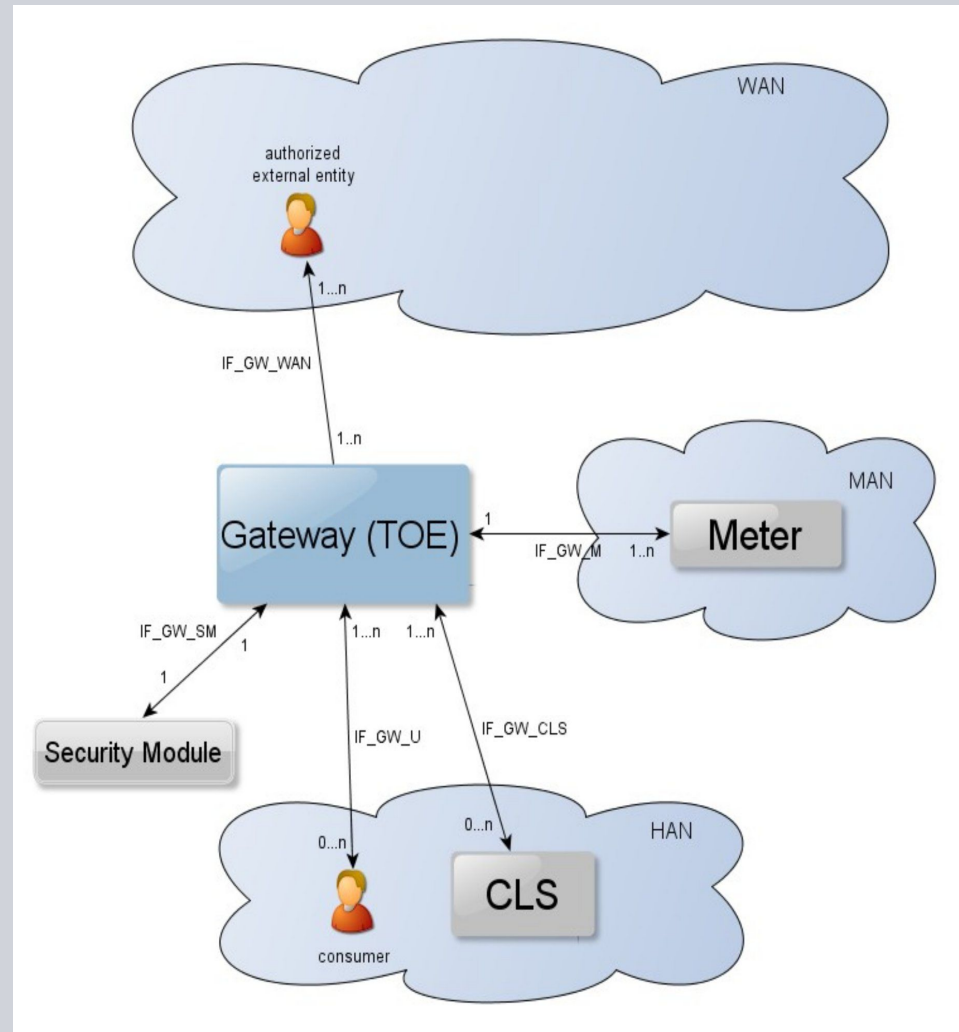 WAN
authorized
external entity
1...n
IF_GW_WAN
1..n
Gateway (TOE)
MAN
1
IF_GW_M
1..n
Meter
IF_GW_SM
1
1
Security Module
1...n
1...n
IF_GW_U
IF_GW_CLS
0...n
0...n
HAN
CLS
consumer